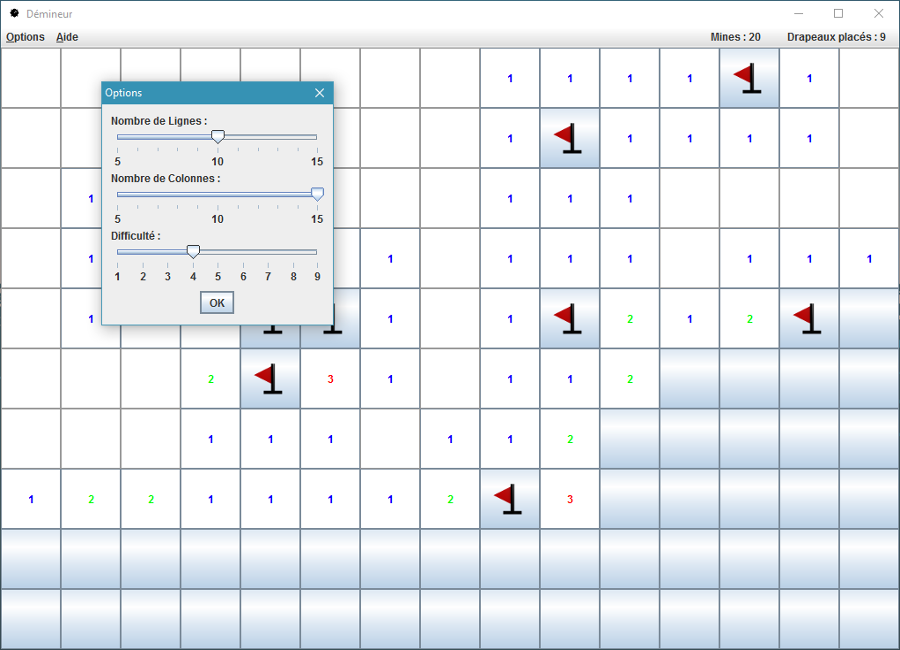 Démineur
Options Aide Mines : 20 Drapeaux placés : 9
Options
Nombre de Lignes :
5 10 15
Nombre de Colonnes :
5 10 15
Difficulté :
1 2 3 4 5 6 7 8 9
OK
1 1 1 1 1
1 1 1 1 1
1 1 1 1
1 1 1 1 1 1 1 1
1 1 1 2 1 2
2 3 1 1 1 2
1 1 1 1 1 2
1 2 2 1 1 1 1 2 3